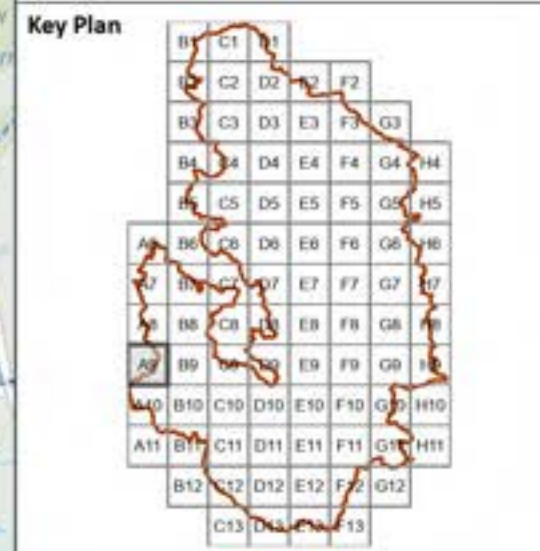 Key Plan
B1 C1 D1
B2 C2 D2 E2 F2
B3 C3 D3 E3 F3 G3
B4 C4 D4 E4 F4 G4 H4
B5 C5 D5 E5 F5 G5 H5
A6 B6 C6 D6 E6 F6 G6 H6
A7 B7 C7 D7 E7 F7 G7 H7
A8 B8 C8 D8 E8 F8 G8 H8
A9 B9 C9 D9 E9 F9 G9 H9
A10 B10 C10 D10 E10 F10 G10 H10
A11 B11 C11 D11 E11 F11 G11 H11
B12 C12 D12 E12 F12 G12
C13 D13 E13 F13